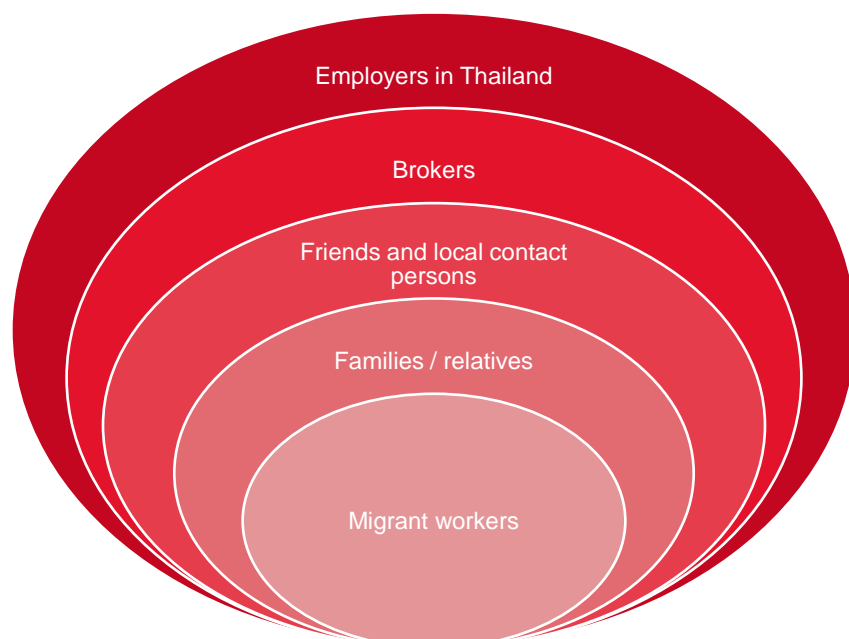 Employers in Thailand
Brokers
Friends and local contact
persons
Families / relatives
Migrant workers